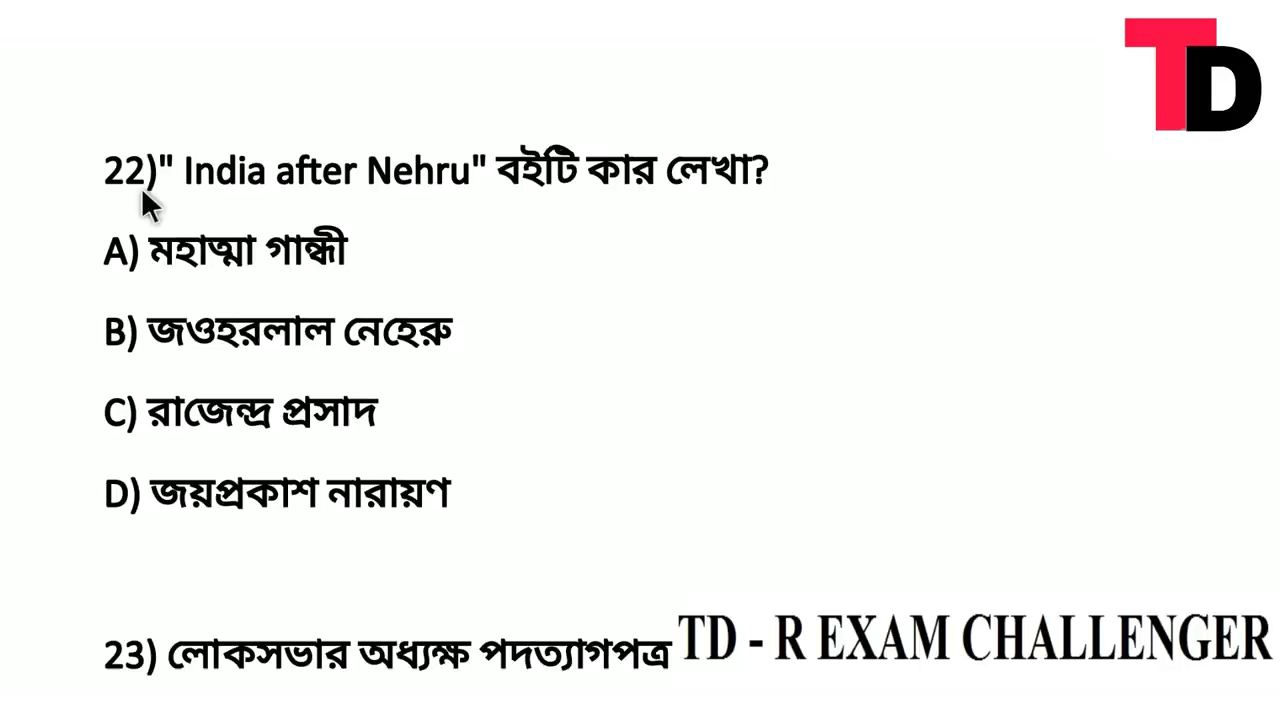 TD
22)" India after Nehru" বইটি কার লেখা?
A) মহাত্মা গান্ধী
B) জওহরলাল নেহেরু
C) রাজেন্দ্র প্রসাদ
D) জয়প্রকাশ নারায়ণ
23) লোকসভার অধ্যক্ষ পদত্যাগপত্র
TD - R EXAM CHALLENGER